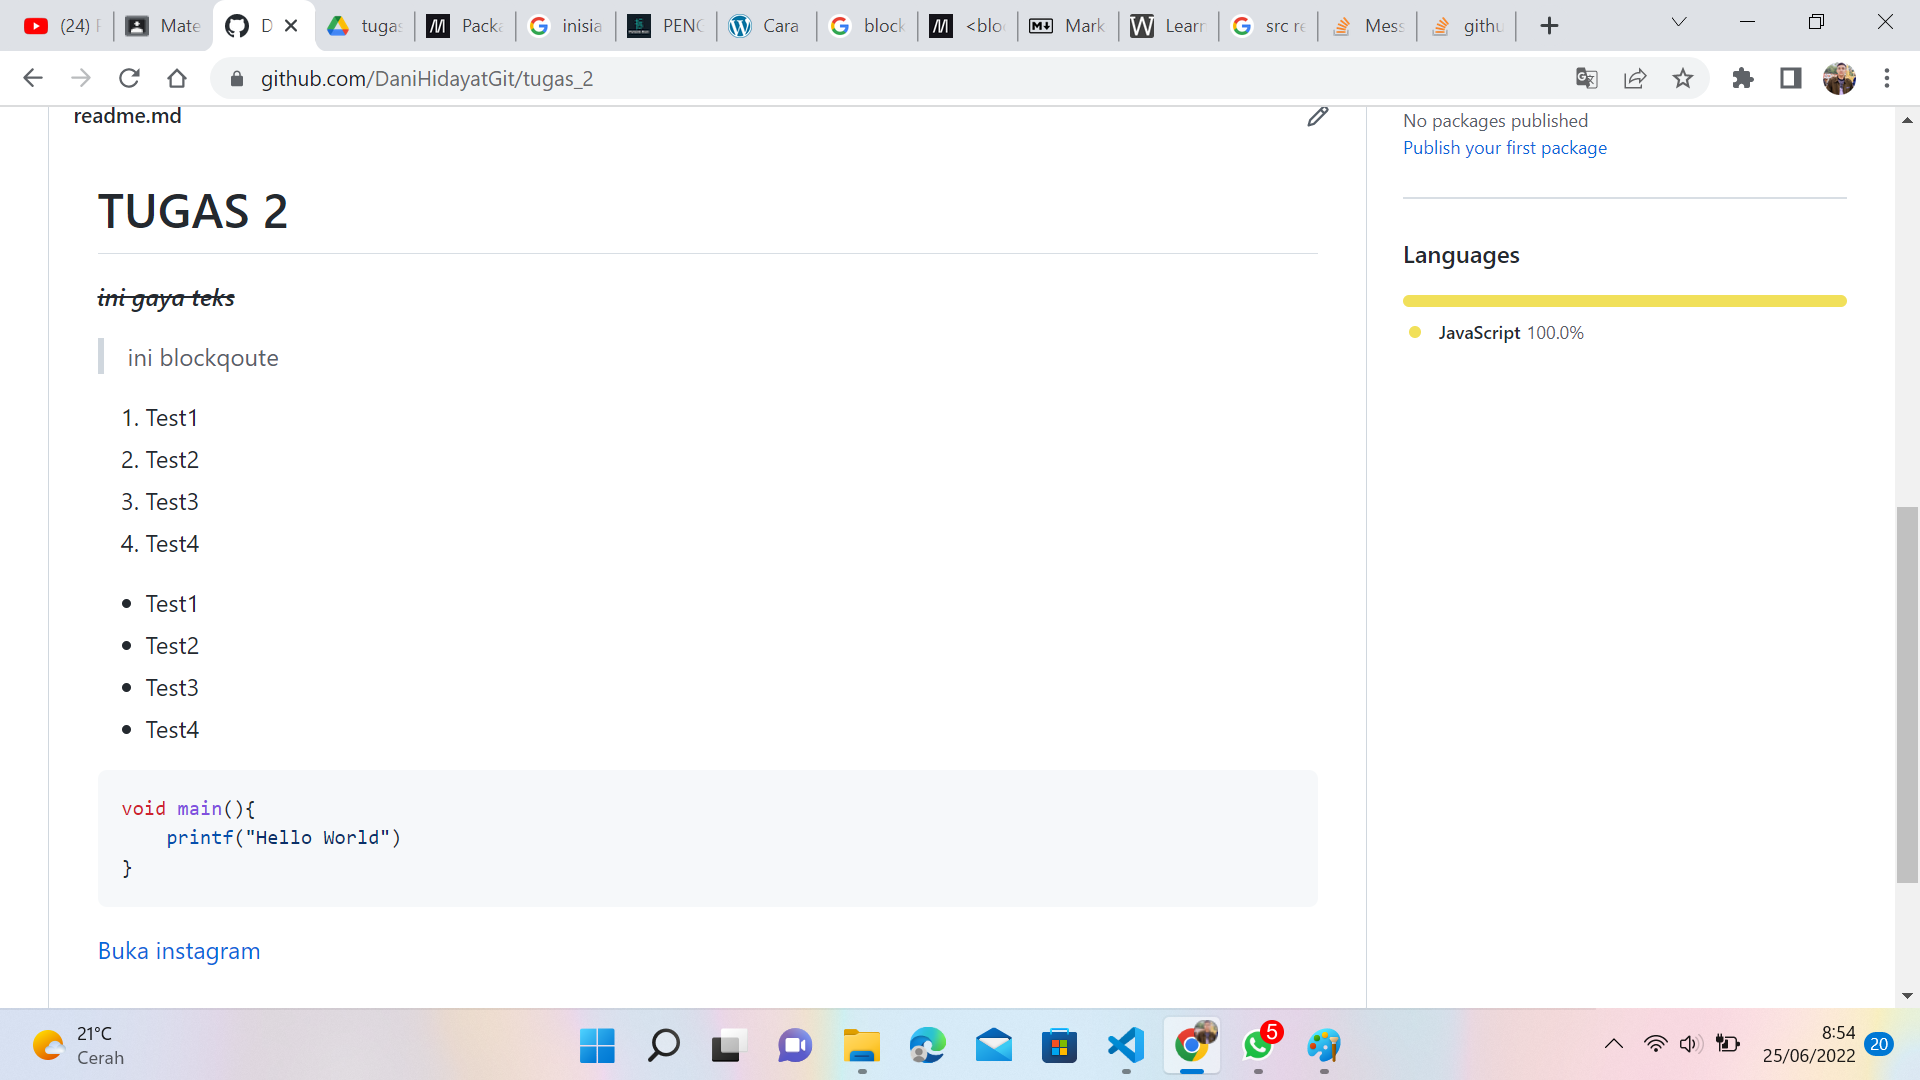 (24)
Mate
D
tugas
Packa
inisia
PENG
Cara
block
<bloc
Mark
Learn
src re
Mess
githu
github.com/DaniHidayatGit/tugas_2
readme.md
No packages published
Publish your first package
TUGAS 2
Languages
ini gaya teks
JavaScript 100.0%
ini blockqoute
1. Test1
2. Test2
3. Test3
4. Test4
• Test1
• Test2
• Test3
• Test4
void main(){
    printf("Hello World")
}
Buka instagram
21°C
Cerah
5
8:54
25/06/2022
20